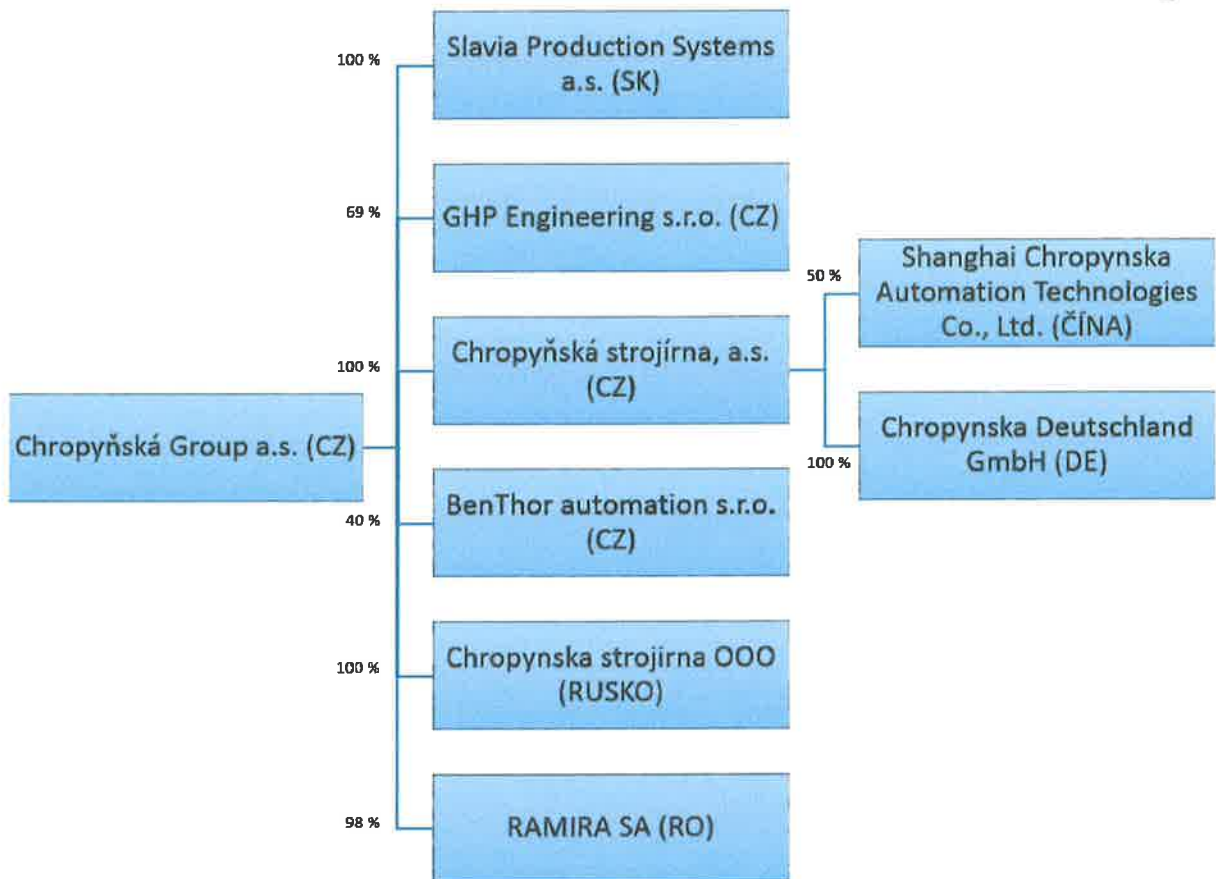 100 %
Slavia Production Systems
a.s. (SK)
69 %
GHP Engineering s.r.o. (CZ)
50 %
Shanghai Chropynska
Automation Technologies
Co., Ltd. (ČÍNA)
100 %
Chropyňská strojírna, a.s.
(CZ)
Chropyňská Group a.s. (CZ)
100 %
Chropynska Deutschland
GmbH (DE)
40 %
BenThor automation s.r.o.
(CZ)
100 %
Chropynska strojírna OOO
(RUSKO)
98 %
RAMIRA SA (RO)